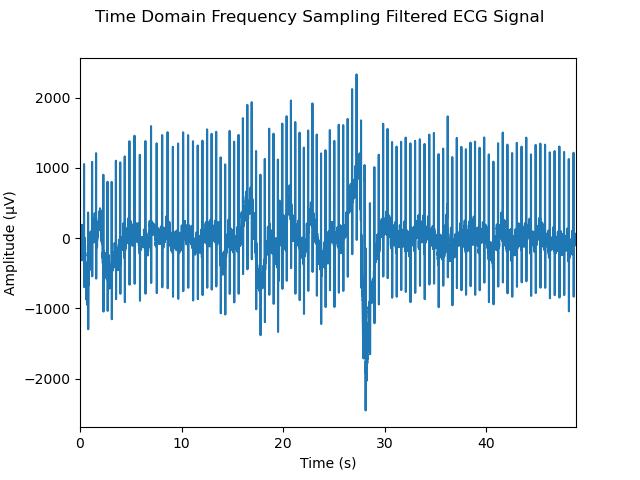 Time Domain Frequency Sampling Filtered ECG Signal
Amplitude (µV)
2000
1000
0
−1000
−2000
0 10 20 30 40
Time (s)